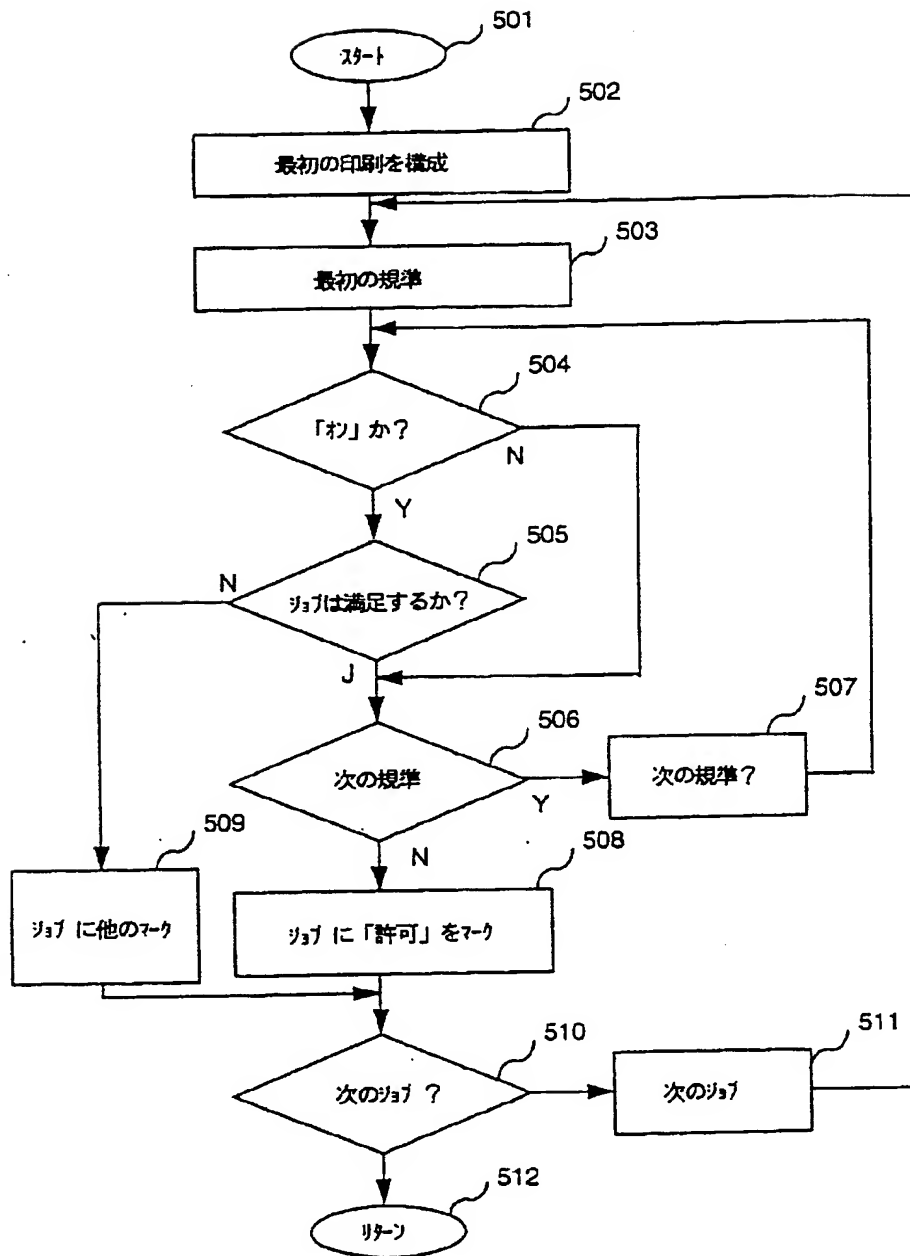 501
スタート
502
最初の印刷を構成
503
最初の規準
504
「オン」か？
N
Y
505
N
ジョブは満足するか？
J
506
507
次の規準
次の規準？
Y
509
N
508
ジョブ に他のマーク
ジョブ に「許可」をマーク
510
511
次のジョブ ？
次のジョブ
512
リターン